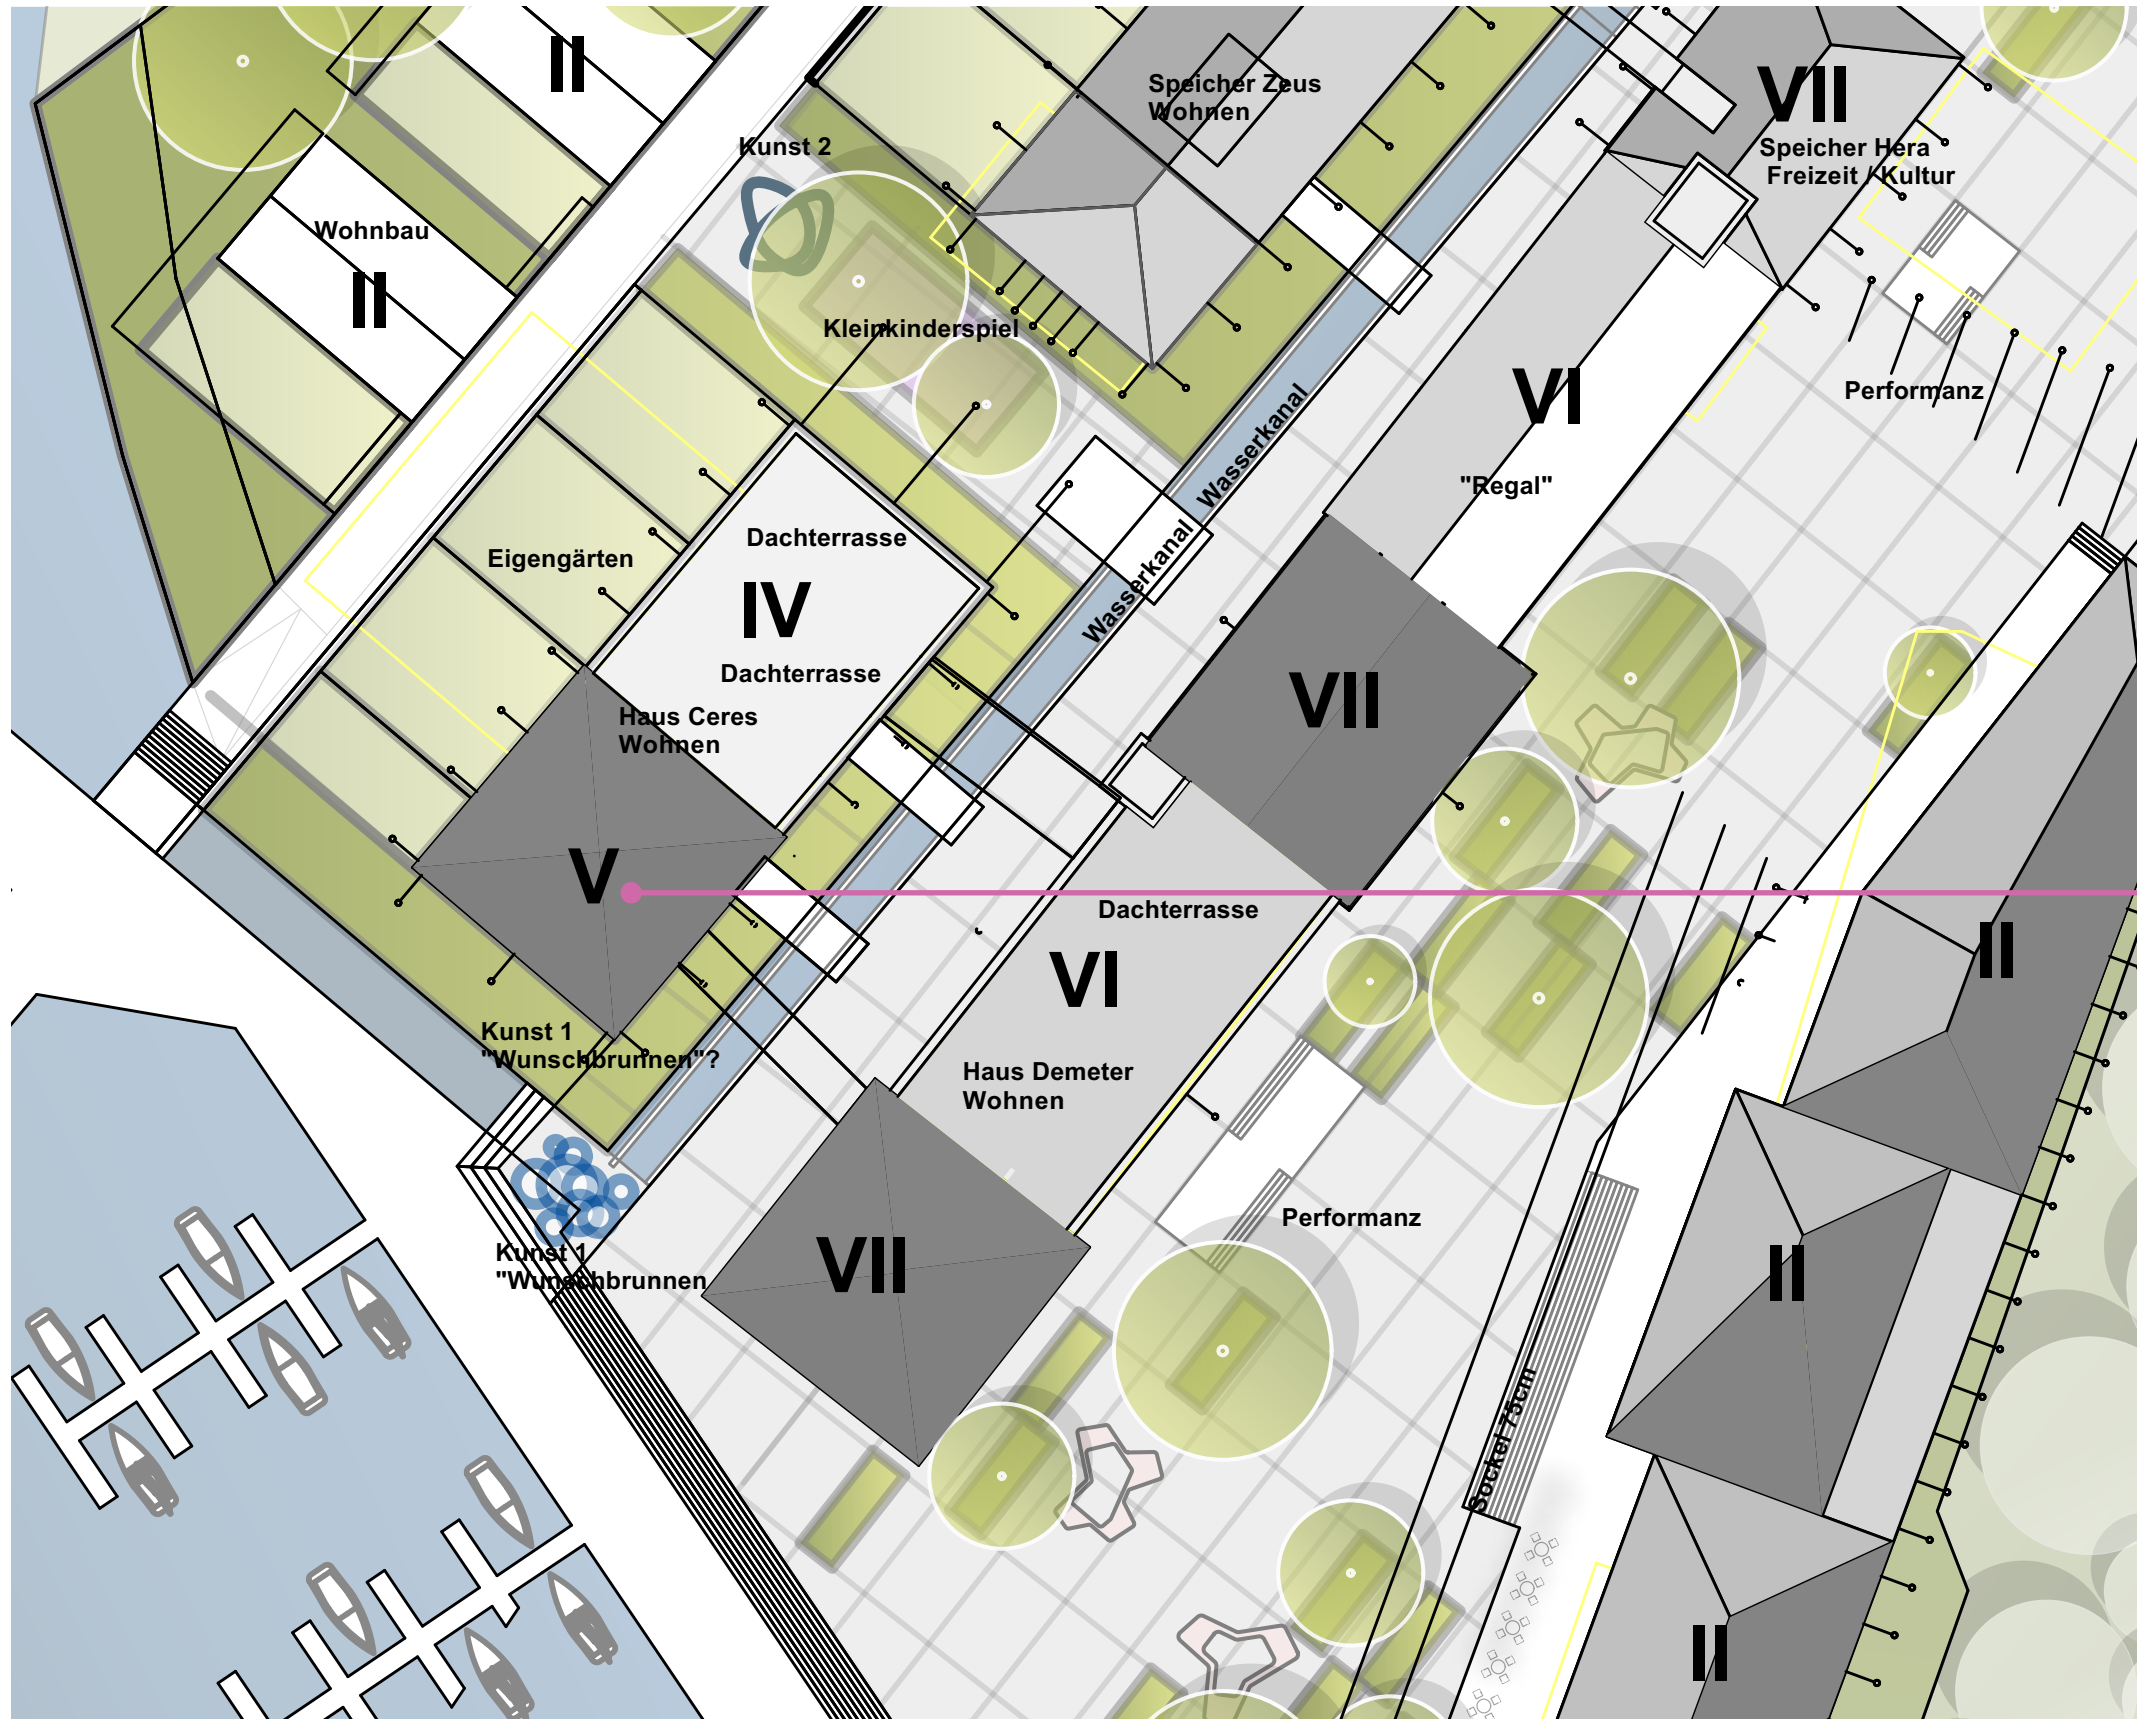 II
Speicher Zeus
Wohnen
VII
Speicher Hera
Freizeit / Kultur
Kunst 2
Wohnbau
II
Kleinkinderspiel
Performanz
VI
"Regal"
Wasserkanal
Wasserkanal
Dachterrasse
Eigengärten
IV
Dachterrasse
Haus Ceres
Wohnen
VII
V
Dachterrasse
VI
II
Kunst 1
"Wunschbrunnen"?
Haus Demeter
Wohnen
Performanz
Kunst 1
"Wunschbrunnen
VII
II
Sockel 75cm
II